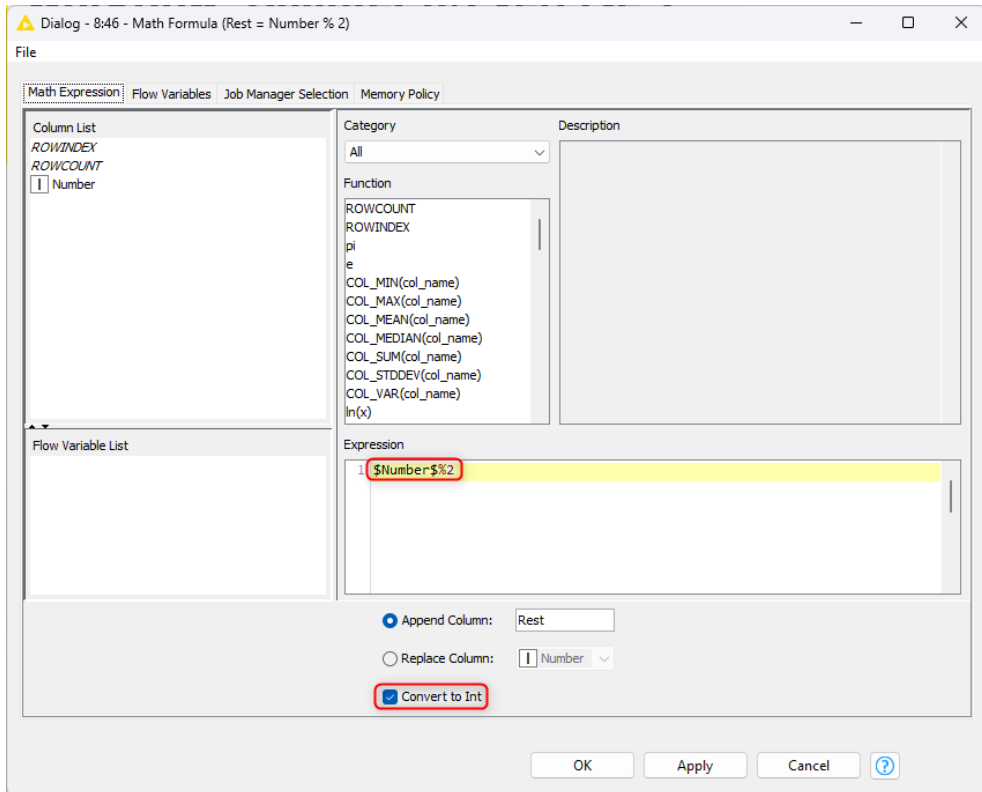 Dialog - 8:46 - Math Formula (Rest = Number % 2)
File
Math Expression Flow Variables Job Manager Selection Memory Policy
Column List
ROWINDEX
ROWCOUNT
I Number
Flow Variable List
Category
All
Function
ROWCOUNT
ROWINDEX
pi
e
COL_MIN(col_name)
COL_MAX(col_name)
COL_MEAN(col_name)
COL_MEDIAN(col_name)
COL_SUM(col_name)
COL_STDDEV(col_name)
COL_VAR(col_name)
ln(x)
Description
Expression
1 $Number$%2
Append Column: Rest
Replace Column: I Number
Convert to Int
OK Apply Cancel ?